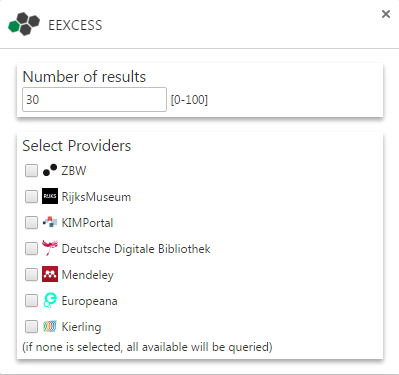 EEXCESS
×
Number of results
30 [0-100]
Select Providers
ZBW
RIJKS RijksMuseum
KIMPortal
Deutsche Digitale Bibliothek
Mendeley
Europeana
Kierling
(if none is selected, all available will be queried)